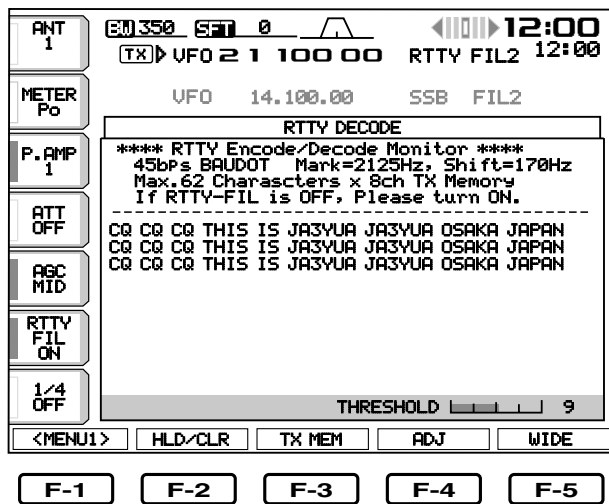 ANT
1
BW 350 SFT 0 12:00
TX VFO 21 100 00 RTTY FIL2 12:00
METER
Po
VFO 14.100.00 SSB FIL2
RTTY DECODE
P.AMP
1
**** RTTY Encode/Decode Monitor ****
45bps BAUDOT Mark=2125Hz, Shift=170Hz
Max.62 Charascters x 8ch TX Memory
If RTTY-FIL is OFF, Please turn ON.
----------------------------------------
ATT
OFF
CQ CQ CQ THIS IS JA3YUA JA3YUA OSAKA JAPAN
CQ CQ CQ THIS IS JA3YUA JA3YUA OSAKA JAPAN
CQ CQ CQ THIS IS JA3YUA JA3YUA OSAKA JAPAN
AGC
MID
RTTY
FIL
ON
1/4
OFF
THRESHOLD 9
<MENU1> HLD/CLR TX MEM ADJ WIDE
F-1 F-2 F-3 F-4 F-5